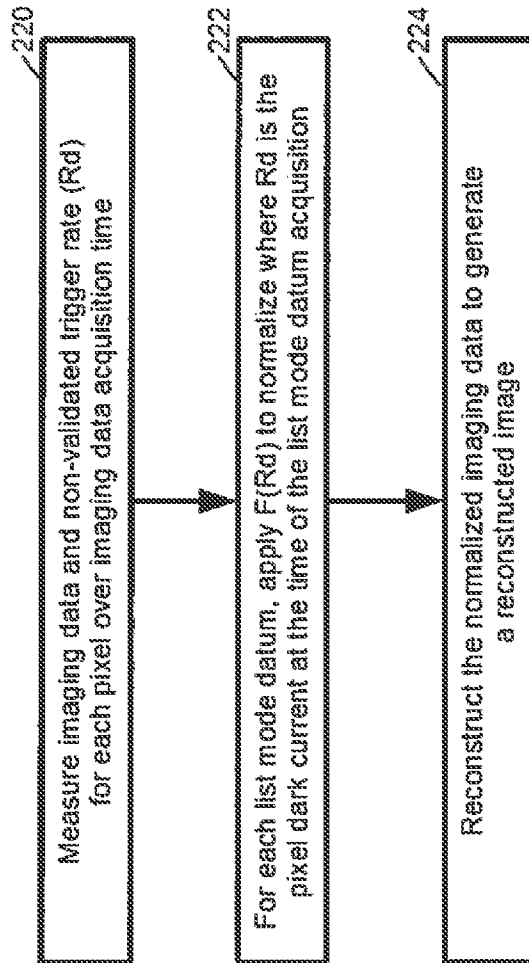 220
Measure imaging data and non-validated trigger rate (Rd)
for each pixel over imaging data acquisition time
222
For each list mode datum, apply F(Rd) to normalize where Rd is the
pixel dark current at the time of the list mode datum acquisition
224
Reconstruct the normalized imaging data to generate
a reconstructed image